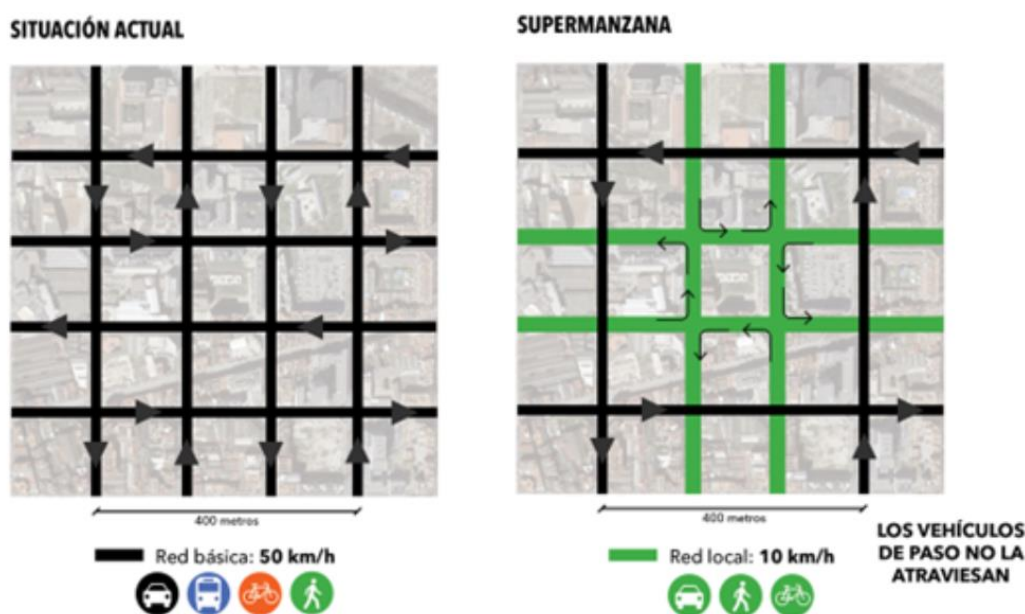 SITUACIÓN ACTUAL
SUPERMANZANA
400 metros
400 metros
Red básica: 50 km/h
Red local: 10 km/h
LOS VEHÍCULOS
DE PASO NO LA
ATRAVIESAN